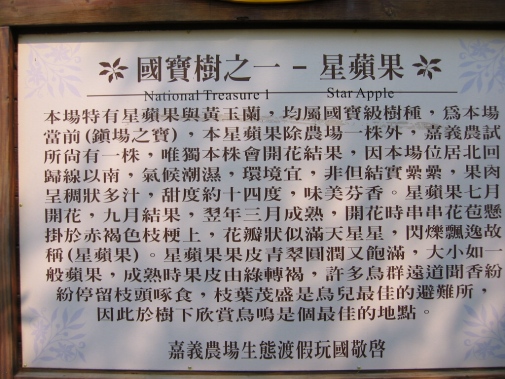 國寶樹之一 - 星蘋果
National Treasure 1 Star Apple
本場特有星蘋果與黃玉蘭，均屬國寶級樹種，為本場
當前(鎮場之寶)，本星蘋果除農場一株外，嘉義農試
所尚有一株，唯獨本株會開花結果，因本場位居北回
歸線以南，氣候潮濕，環境宜，非但結實纍纍，果肉
呈稠狀多汁，甜度約十四度，味美芬香。星蘋果七月
開花，九月結果，翌年三月成熟，開花時串串花苞懸
掛於赤褐色枝梗上，花瓣狀似滿天星星，閃爍飄逸故
稱(星蘋果)。星蘋果果皮青翠圓潤又飽滿，大小如一
般蘋果，成熟時果皮由綠轉褐，許多鳥群遠道聞香紛
紛停留枝頭啄食，枝葉茂盛是鳥兒最佳的避難所，
因此於樹下欣賞鳥鳴是個最佳的地點。
嘉義農場生態渡假玩國敬啓